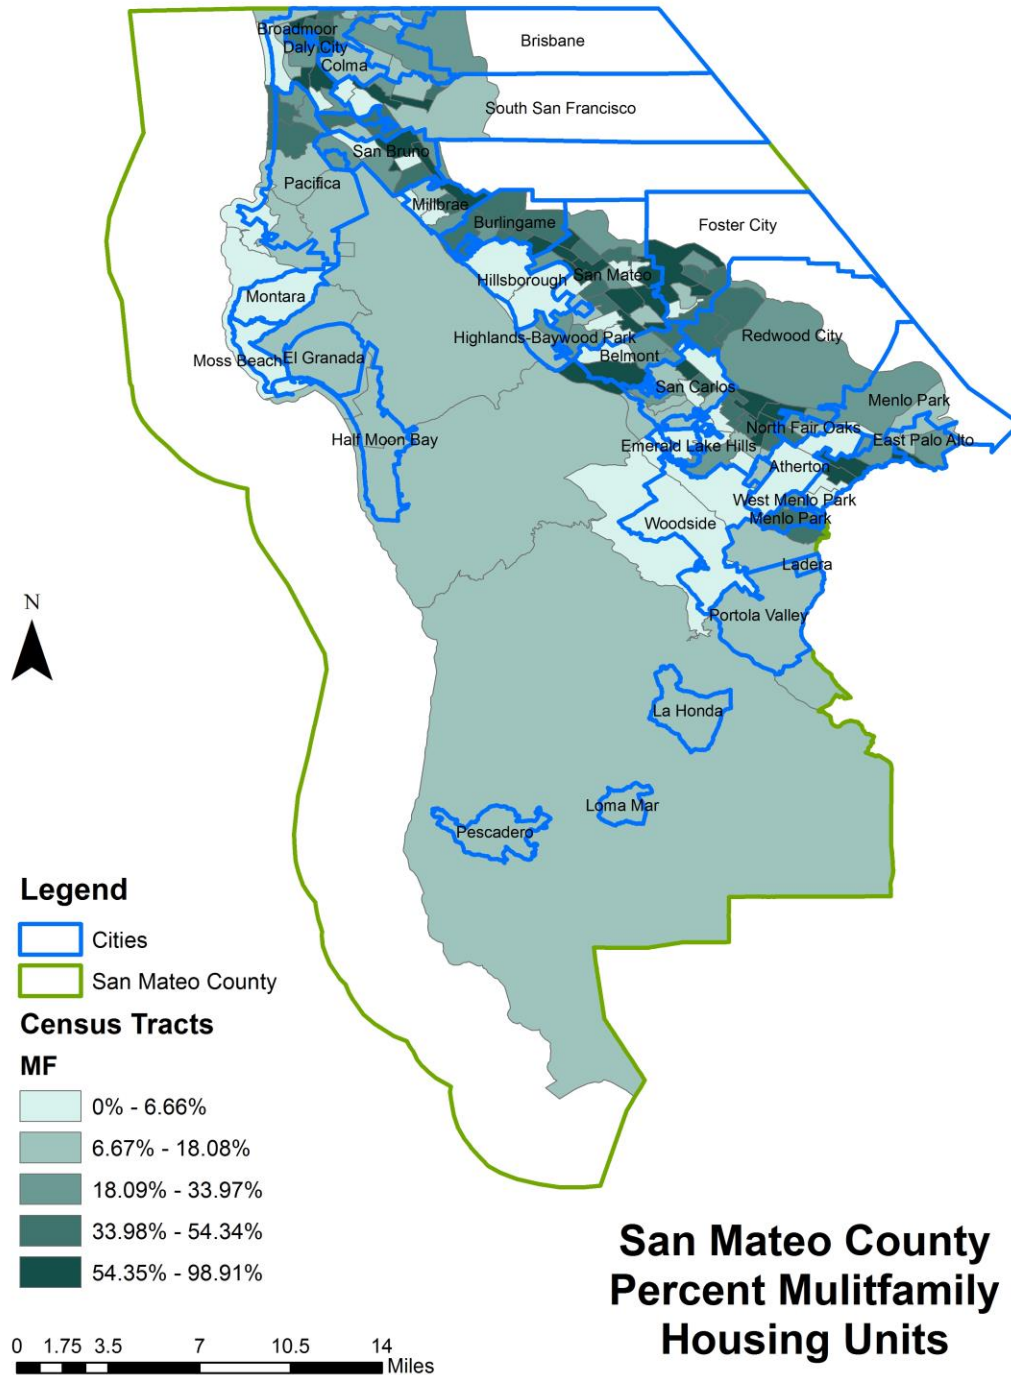 Broadmoor
Daly City
Colma
Brisbane
South San Francisco
San Bruno
Pacifica
Millbrae
Burlingame
Foster City
Hillsborough
San Mateo
Montara
Highlands-Baywood Park
Redwood City
Moss Beach
El Granada
Belmont
San Carlos
Menlo Park
Half Moon Bay
North Fair Oaks
East Palo Alto
Emerald Lake Hills
Atherton
West Menlo Park
Menlo Park
Woodside
Ladera
N
Portola Valley
La Honda
Loma Mar
Pescadero
Legend
Cities
San Mateo County
Census Tracts
MF
0% - 6.66%
6.67% - 18.08%
18.09% - 33.97%
33.98% - 54.34%
54.35% - 98.91%
San Mateo County
Percent Mulitfamily
Housing Units
0 1.75 3.5 7 10.5 14
Miles